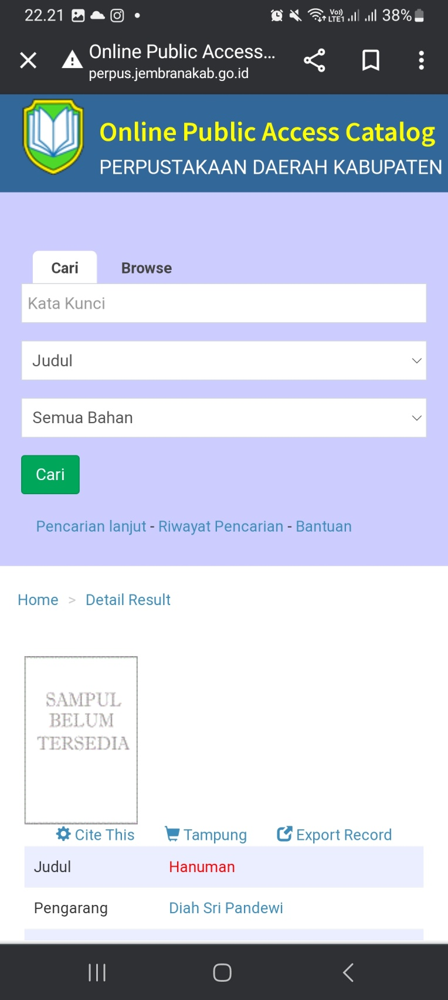 22.21 Vo)) LTE1 38%
Online Public Access...
perpus.jembranakab.go.id
Online Public Access Catalog
PERPUSTAKAAN DAERAH KABUPATEN
Cari Browse
Kata Kunci
Judul
Semua Bahan
Cari
Pencarian lanjut - Riwayat Pencarian - Bantuan
Home > Detail Result
SAMPUL
BELUM
TERSEDIA
Cite This Tampung Export Record
Judul Hanuman
Pengarang Diah Sri Pandewi